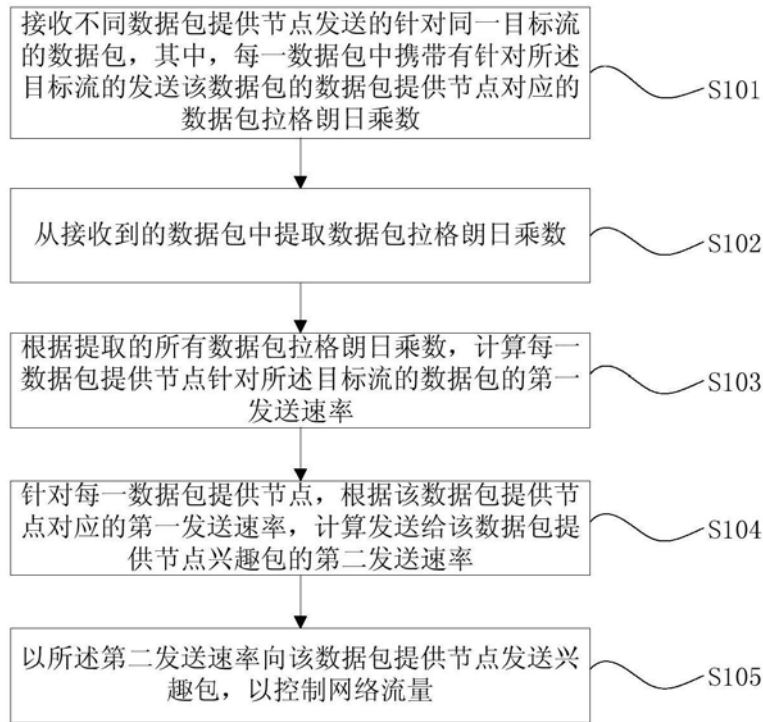 接收不同数据包提供节点发送的针对同一目标流
的数据包，其中，每一数据包中携带有针对所述
目标流的发送该数据包的数据包提供节点对应的
数据包拉格朗日乘数
S101
从接收到的数据包中提取数据包拉格朗日乘数
S102
根据提取的所有数据包拉格朗日乘数，计算每一
数据包提供节点针对所述目标流的数据包的第一
发送速率
S103
针对每一数据包提供节点，根据该数据包提供节
点对应的第一发送速率，计算发送给该数据包提
供节点兴趣包的第二发送速率
S104
以所述第二发送速率向该数据包提供节点发送兴
趣包，以控制网络流量
S105